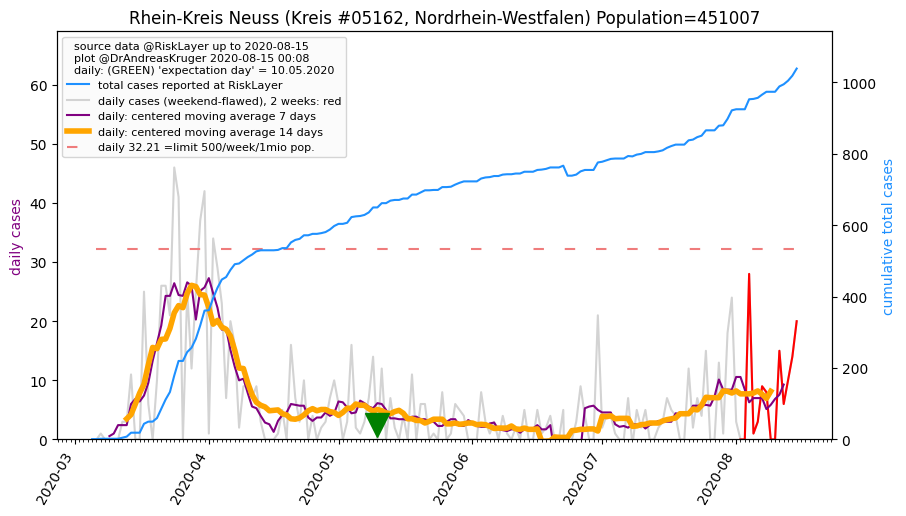 Rhein-Kreis Neuss (Kreis #05162, Nordrhein-Westfalen) Population=451007
source data @RiskLayer up to 2020-08-15
plot @DrAndreasKruger 2020-08-15 00:08
daily: (GREEN) 'expectation day' = 10.05.2020
total cases reported at RiskLayer
daily cases (weekend-flawed), 2 weeks: red
daily: centered moving average 7 days
daily: centered moving average 14 days
daily 32.21 =limit 500/week/1mio pop.
daily cases
60
50
40
30
20
10
0
cumulative total cases
1000
800
600
400
200
0
2020-03
2020-04
2020-05
2020-06
2020-07
2020-08